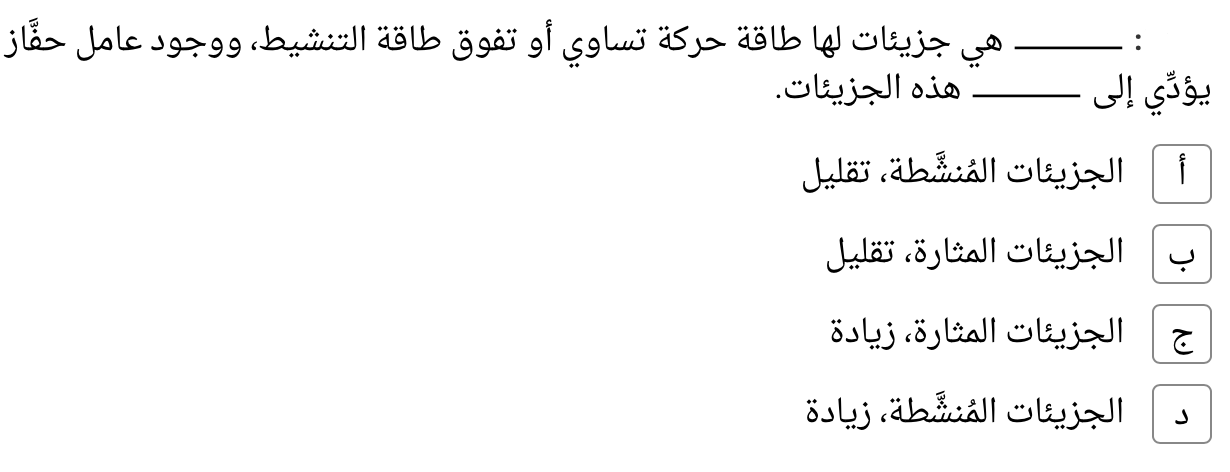 : ــــــــ هي جزيئات لها طاقة حركة تساوي أو تفوق طاقة التنشيط، ووجود عامل حفَّاز
يؤدِّي إلى ــــــــ هذه الجزيئات.
أ الجزيئات المُنشَّطة، تقليل
ب الجزيئات المثارة، تقليل
ج الجزيئات المثارة، زيادة
د الجزيئات المُنشَّطة، زيادة